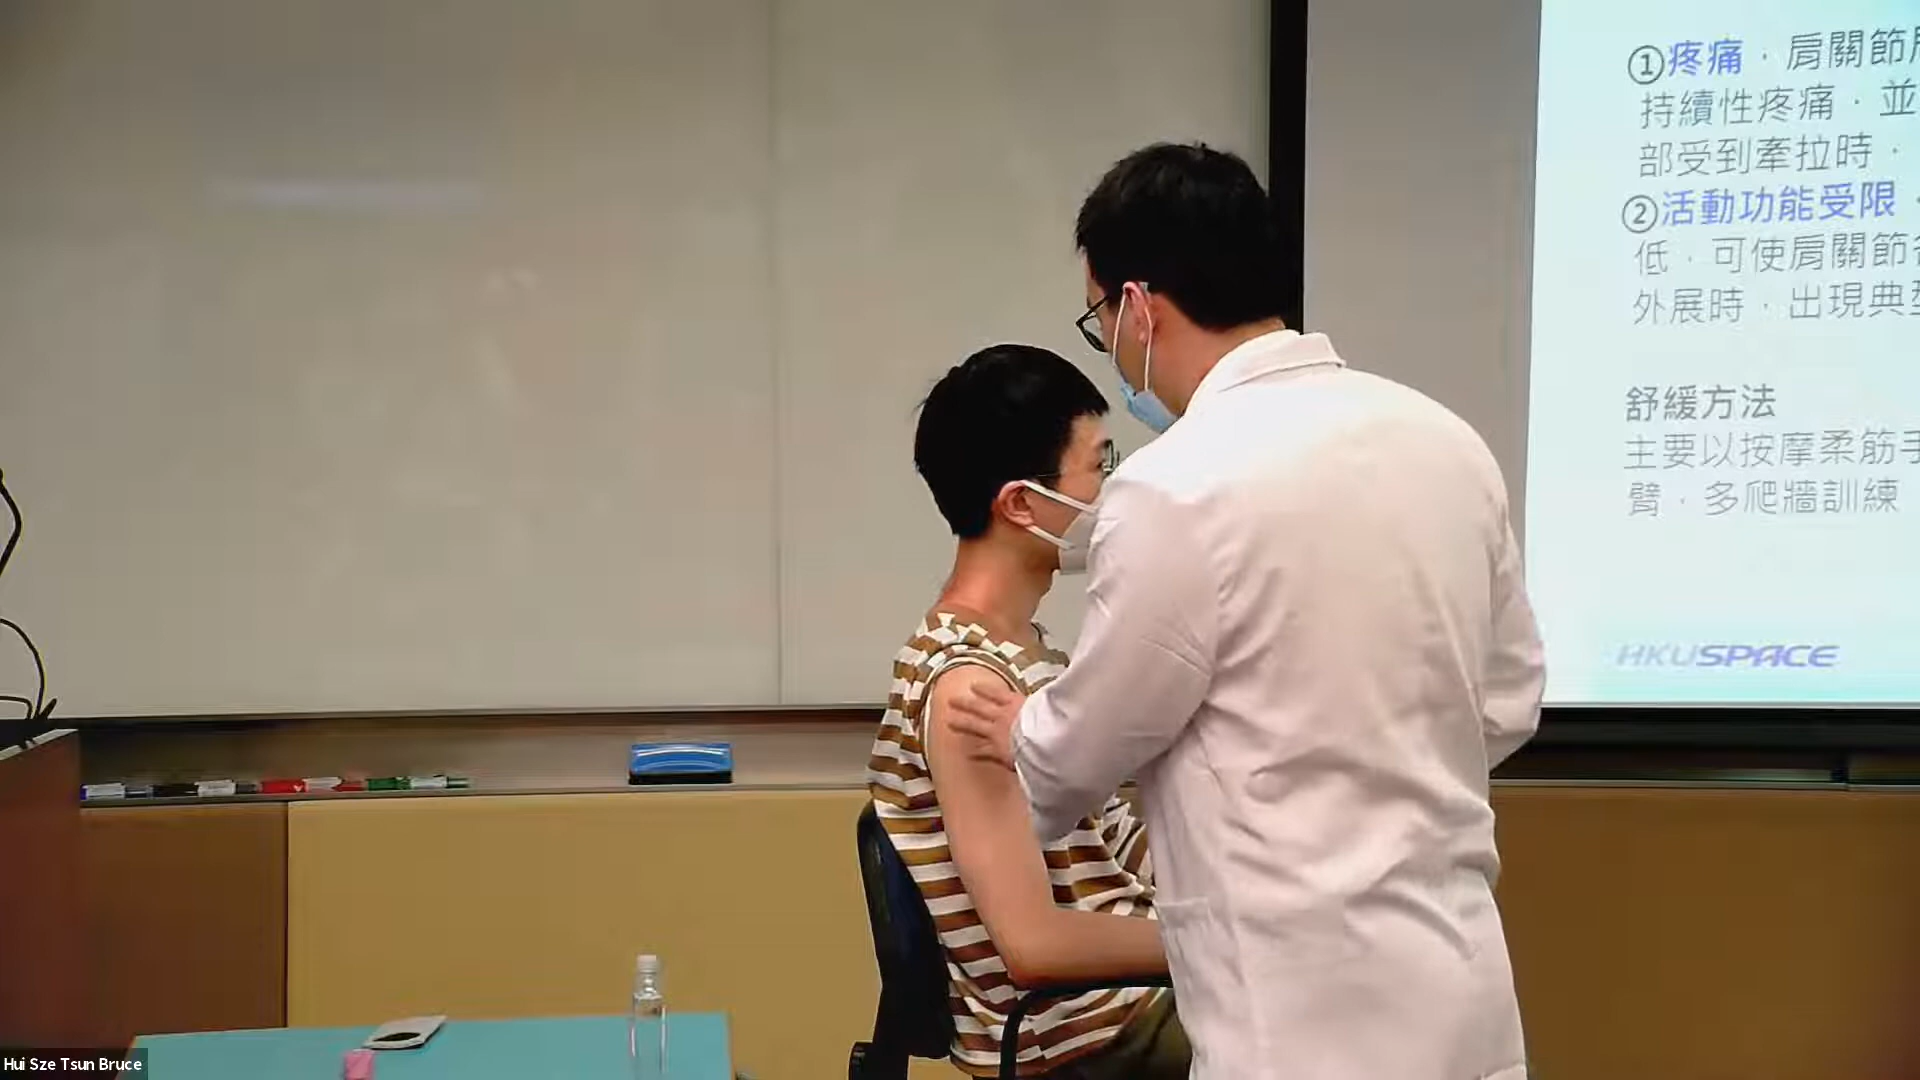 ①疼痛．肩關節
持續性疼痛．並
部受到牽拉時．
②活動功能受限．
低．可使肩關節
外展時．出現典型
舒緩方法
主要以按摩柔筋手
臂．多爬牆訓練
HKUSPACE
Hui Sze Tsun Bruce